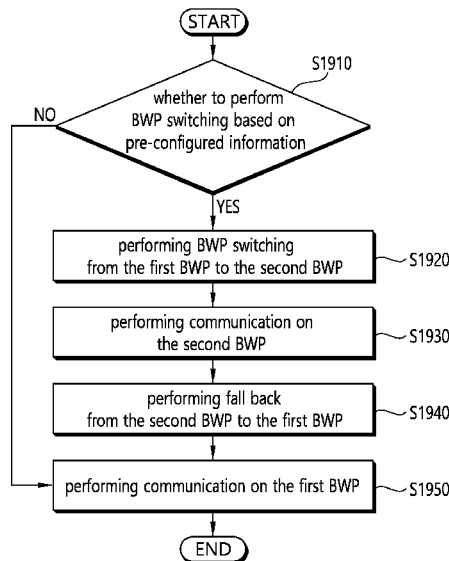 START
S1910
whether to perform
BWP switching based on
pre-configured information
NO
YES
performing BWP switching
from the first BWP to the second BWP
S1920
performing communication on
the second BWP
S1930
performing fall back
from the second BWP to the first BWP
S1940
performing communication on the first BWP
S1950
END